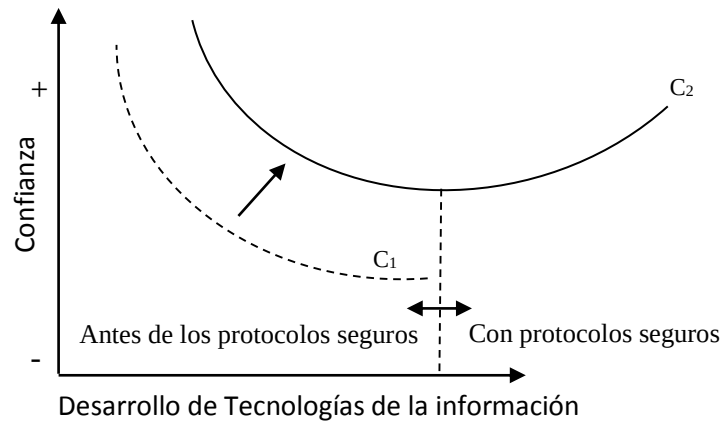 +
C2
Confianza
C1
Antes de los protocolos seguros
Con protocolos seguros
-
Desarrollo de Tecnologías de la información